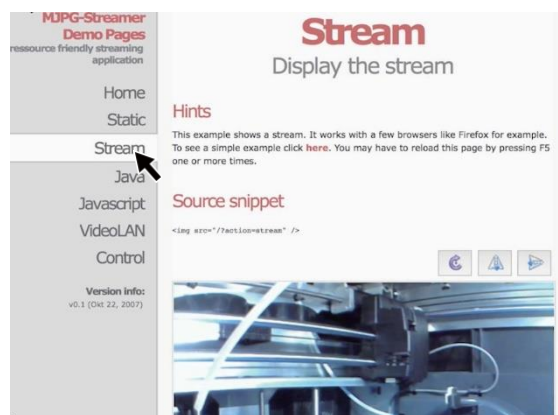 MJPG-Streamer
Demo Pages
ressource friendly streaming
application
Home
Static
Stream
Java
Javascript
VideoLAN
Control
Version info:
v0.1 (Okt 22, 2007)
Stream
Display the stream
Hints
This example shows a stream. It works with a few browsers like Firefox for example.
To see a simple example click here. You may have to reload this page by pressing F5
one or more times.
Source snippet
<img src="/?action=stream" />